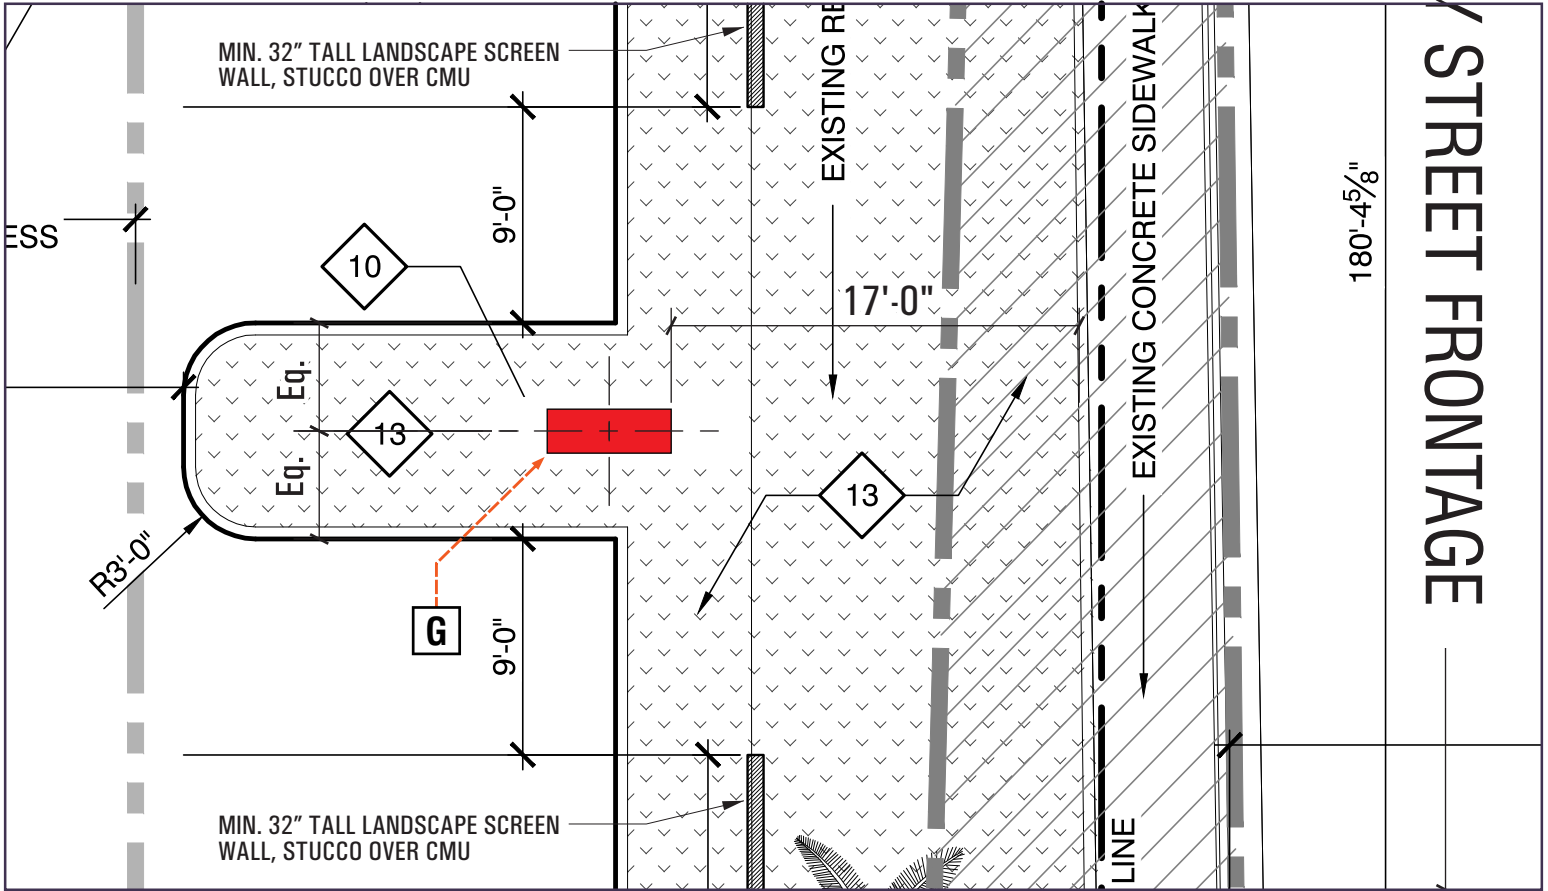 MIN. 32" TALL LANDSCAPE SCREEN
WALL, STUCCO OVER CMU
ESS
10
9'-0"
Eq.
Eq.
13
R3'-0"
G
9'-0"
MIN. 32" TALL LANDSCAPE SCREEN
WALL, STUCCO OVER CMU
EXISTING
17'-0"
13
EXISTING CONCRETE SIDEWALK
LINE
180'-4⅝"
STREET FRONTAGE